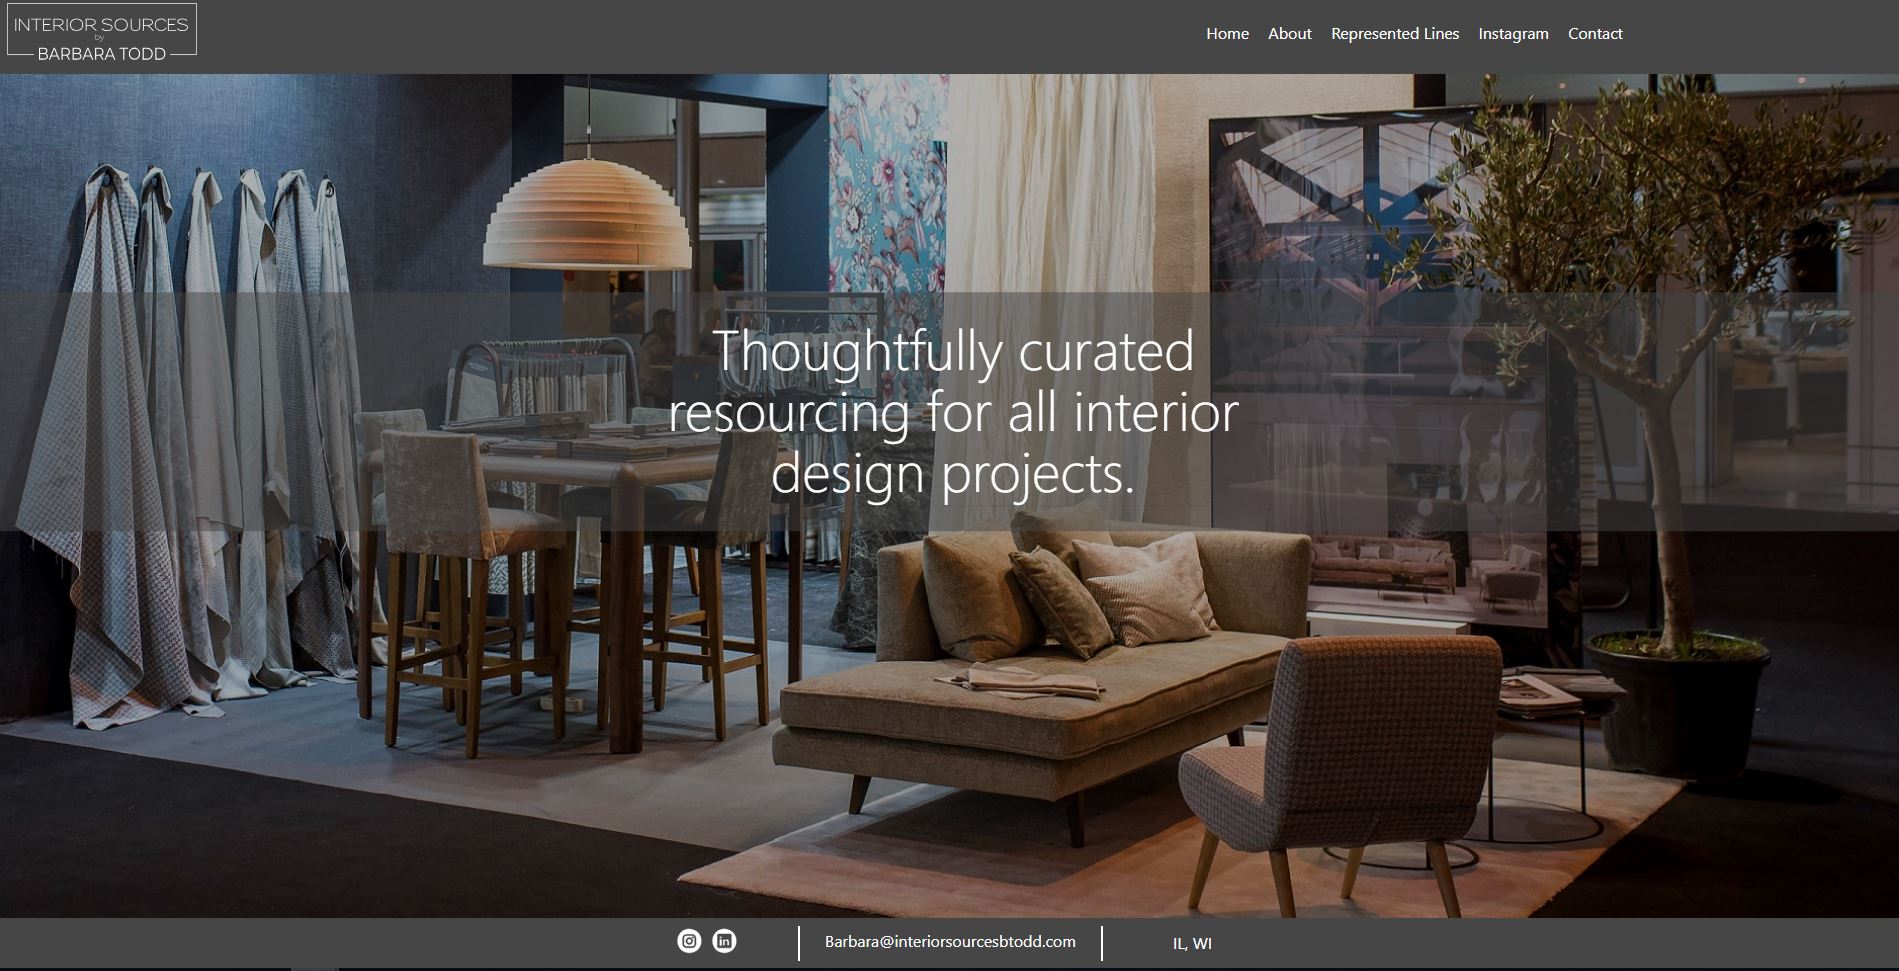 INTERIOR SOURCES
by
BARBARA TODD
Home About Represented Lines Instagram Contact
Thoughtfully curated
resourcing for all interior
design projects.
in
Barbara@interiorsourcesbtodd.com
IL, WI